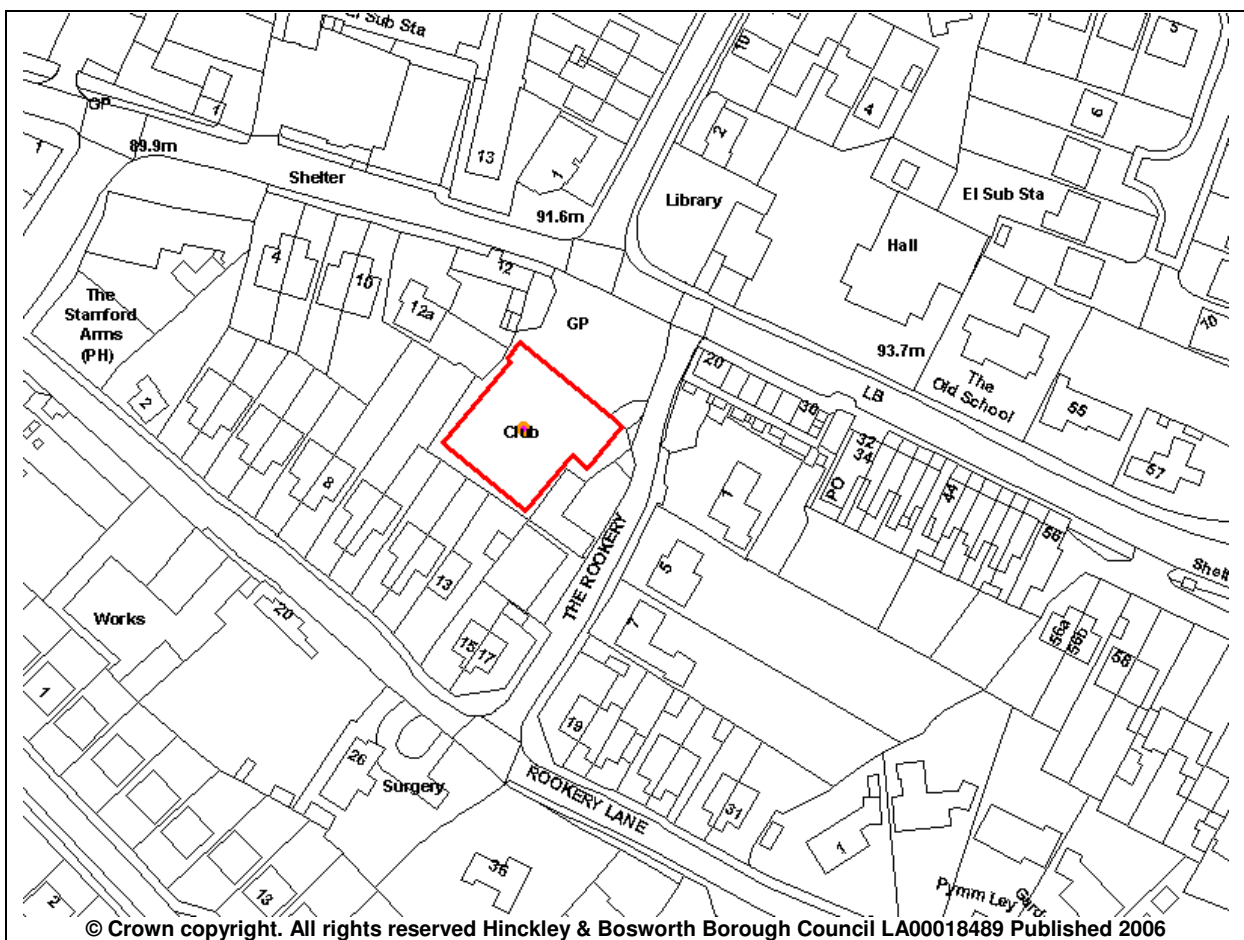 El Sub Sta
5
10
GP
1
4
6
2
89.9m
1
13
1
Shelter
Library
El Sub Sta
91.6m
Hall
4
10
12
12a
The
Stamford
Arms
(PH)
GP
93.7m
10
20
LB
The
Old School
55
2
30
Club
32
34
57
8
PO
44
1
56
THE ROOKERY
5
13
Works
20
7
56a
56b
58
15
17
1
19
26
Surgery
31
ROOKERY LANE
1
36
Pymm Ley
13
2
© Crown copyright. All rights reserved Hinckley & Bosworth Borough Council LA00018489 Published 2006